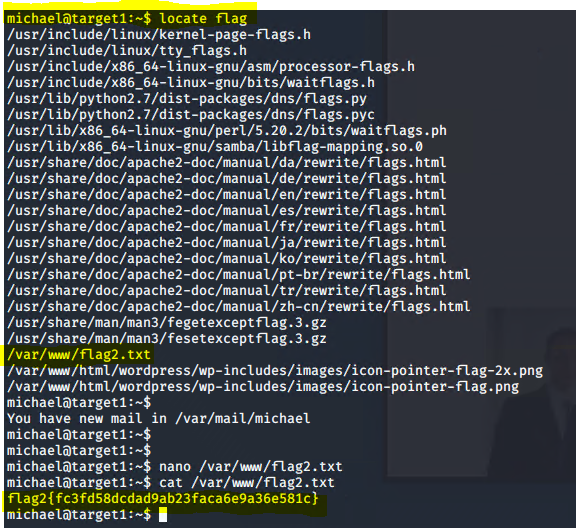 michael@target1:~$ locate flag
/usr/include/linux/kernel-page-flags.h
/usr/include/linux/tty_flags.h
/usr/include/x86_64-linux-gnu/asm/processor-flags.h
/usr/include/x86_64-linux-gnu/bits/waitflags.h
/usr/lib/python2.7/dist-packages/dns/flags.py
/usr/lib/python2.7/dist-packages/dns/flags.pyc
/usr/lib/x86_64-linux-gnu/perl/5.20.2/bits/waitflags.ph
/usr/lib/x86_64-linux-gnu/samba/libflag-mapping.so.0
/usr/share/doc/apache2-doc/manual/da/rewrite/flags.html
/usr/share/doc/apache2-doc/manual/de/rewrite/flags.html
/usr/share/doc/apache2-doc/manual/en/rewrite/flags.html
/usr/share/doc/apache2-doc/manual/es/rewrite/flags.html
/usr/share/doc/apache2-doc/manual/fr/rewrite/flags.html
/usr/share/doc/apache2-doc/manual/ja/rewrite/flags.html
/usr/share/doc/apache2-doc/manual/ko/rewrite/flags.html
/usr/share/doc/apache2-doc/manual/pt-br/rewrite/flags.html
/usr/share/doc/apache2-doc/manual/tr/rewrite/flags.html
/usr/share/doc/apache2-doc/manual/zh-cn/rewrite/flags.html
/usr/share/man/man3/fegetexceptflag.3.gz
/usr/share/man/man3/fesetexceptflag.3.gz
/var/www/flag2.txt
/var/www/html/wordpress/wp-includes/images/icon-pointer-flag-2x.png
/var/www/html/wordpress/wp-includes/images/icon-pointer-flag.png
michael@target1:~$
You have new mail in /var/mail/michael
michael@target1:~$
michael@target1:~$
michael@target1:~$ nano /var/www/flag2.txt
michael@target1:~$ cat /var/www/flag2.txt
flag2{fc3fd58dcdad9ab23faca6e9a36e581c}
michael@target1:~$